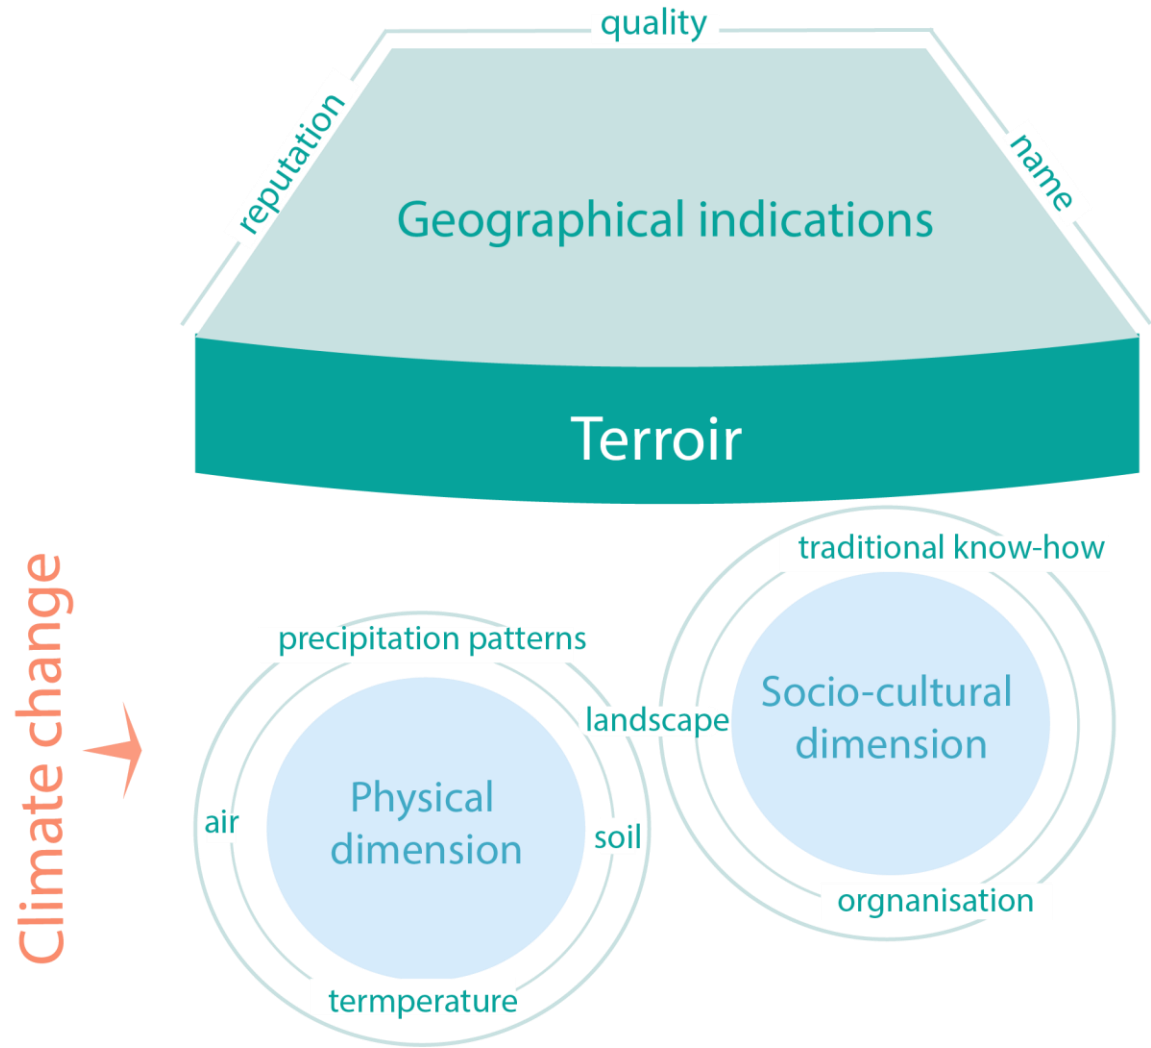 quality
reputation
name
Geographical indications
Terroir
Climate change
traditional know-how
precipitation patterns
landscape
Socio-cultural
dimension
Physical
dimension
air
soil
orgnanisation
termperature